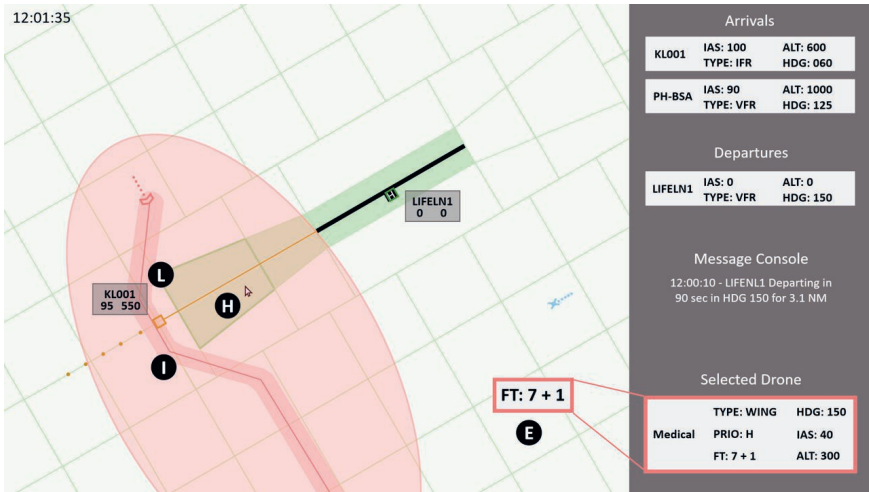 12:01:35
Arrivals
KL001 IAS: 100 ALT: 600
TYPE: IFR HDG: 060
PH-BSA IAS: 90 ALT: 1000
TYPE: VFR HDG: 125
Departures
LIFELN1 IAS: 0 ALT: 0
TYPE: VFR HDG: 150
Message Console
12:00:10 - LIFENL1 Departing in
90 sec in HDG 150 for 3.1 NM
Selected Drone
Medical TYPE: WING HDG: 150
PRIO: H IAS: 40
FT: 7 + 1 ALT: 300
H
LIFELN1
0 0
L
KL001
95 550
H
I
FT: 7 + 1
E